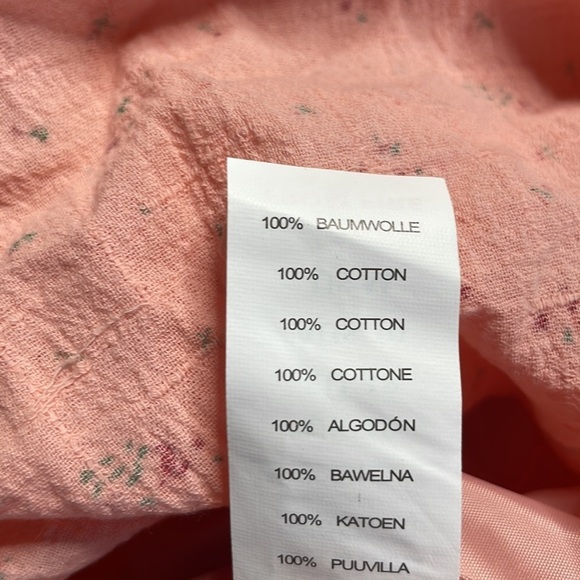 100% BAUMWOLLE
100% COTTON
100% COTTON
100% COTTONE
100% ALGODÓN
100% BAWELNA
100% KATOEN
100% PUUVILLA